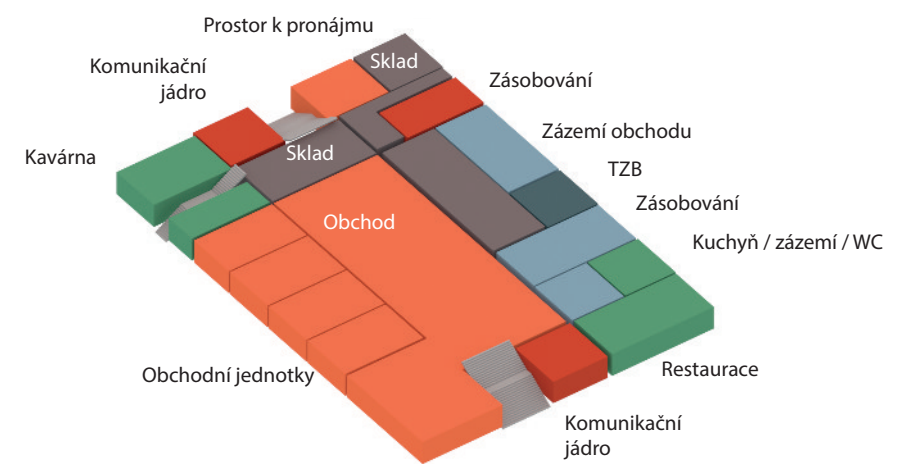 Prostor k pronájmu
Sklad
Komunikační
jádro
Zásobování
Zázemí obchodu
Kavárna
Sklad
TZB
Zásobování
Obchod
Kuchyň / zázemí / WC
Obchodní jednotky
Restaurace
Komunikační
jádro